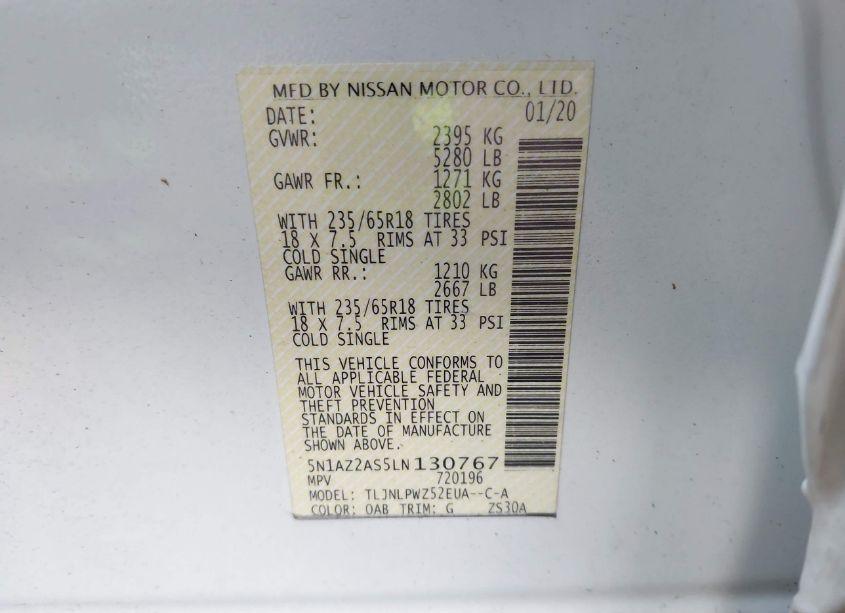 MFD BY NISSAN MOTOR CO., LTD.
DATE: 01/20
GVWR: 2395 KG
5280 LB
GAWR FR.: 1271 KG
2802 LB
WITH 235/65R18 TIRES
18 X 7.5 RIMS AT 33 PSI
COLD SINGLE
GAWR RR.: 1210 KG
2667 LB
WITH 235/65R18 TIRES
18 X 7.5 RIMS AT 33 PSI
COLD SINGLE
THIS VEHICLE CONFORMS TO
ALL APPLICABLE FEDERAL
MOTOR VEHICLE SAFETY AND
THEFT PREVENTION
STANDARDS IN EFFECT ON
THE DATE OF MANUFACTURE
SHOWN ABOVE.
5N1AZ2AS5LN130767
MPV 720196
MODEL: TLJNLPWZ52EUA--C-A
COLOR: OAB TRIM: G ZS30A